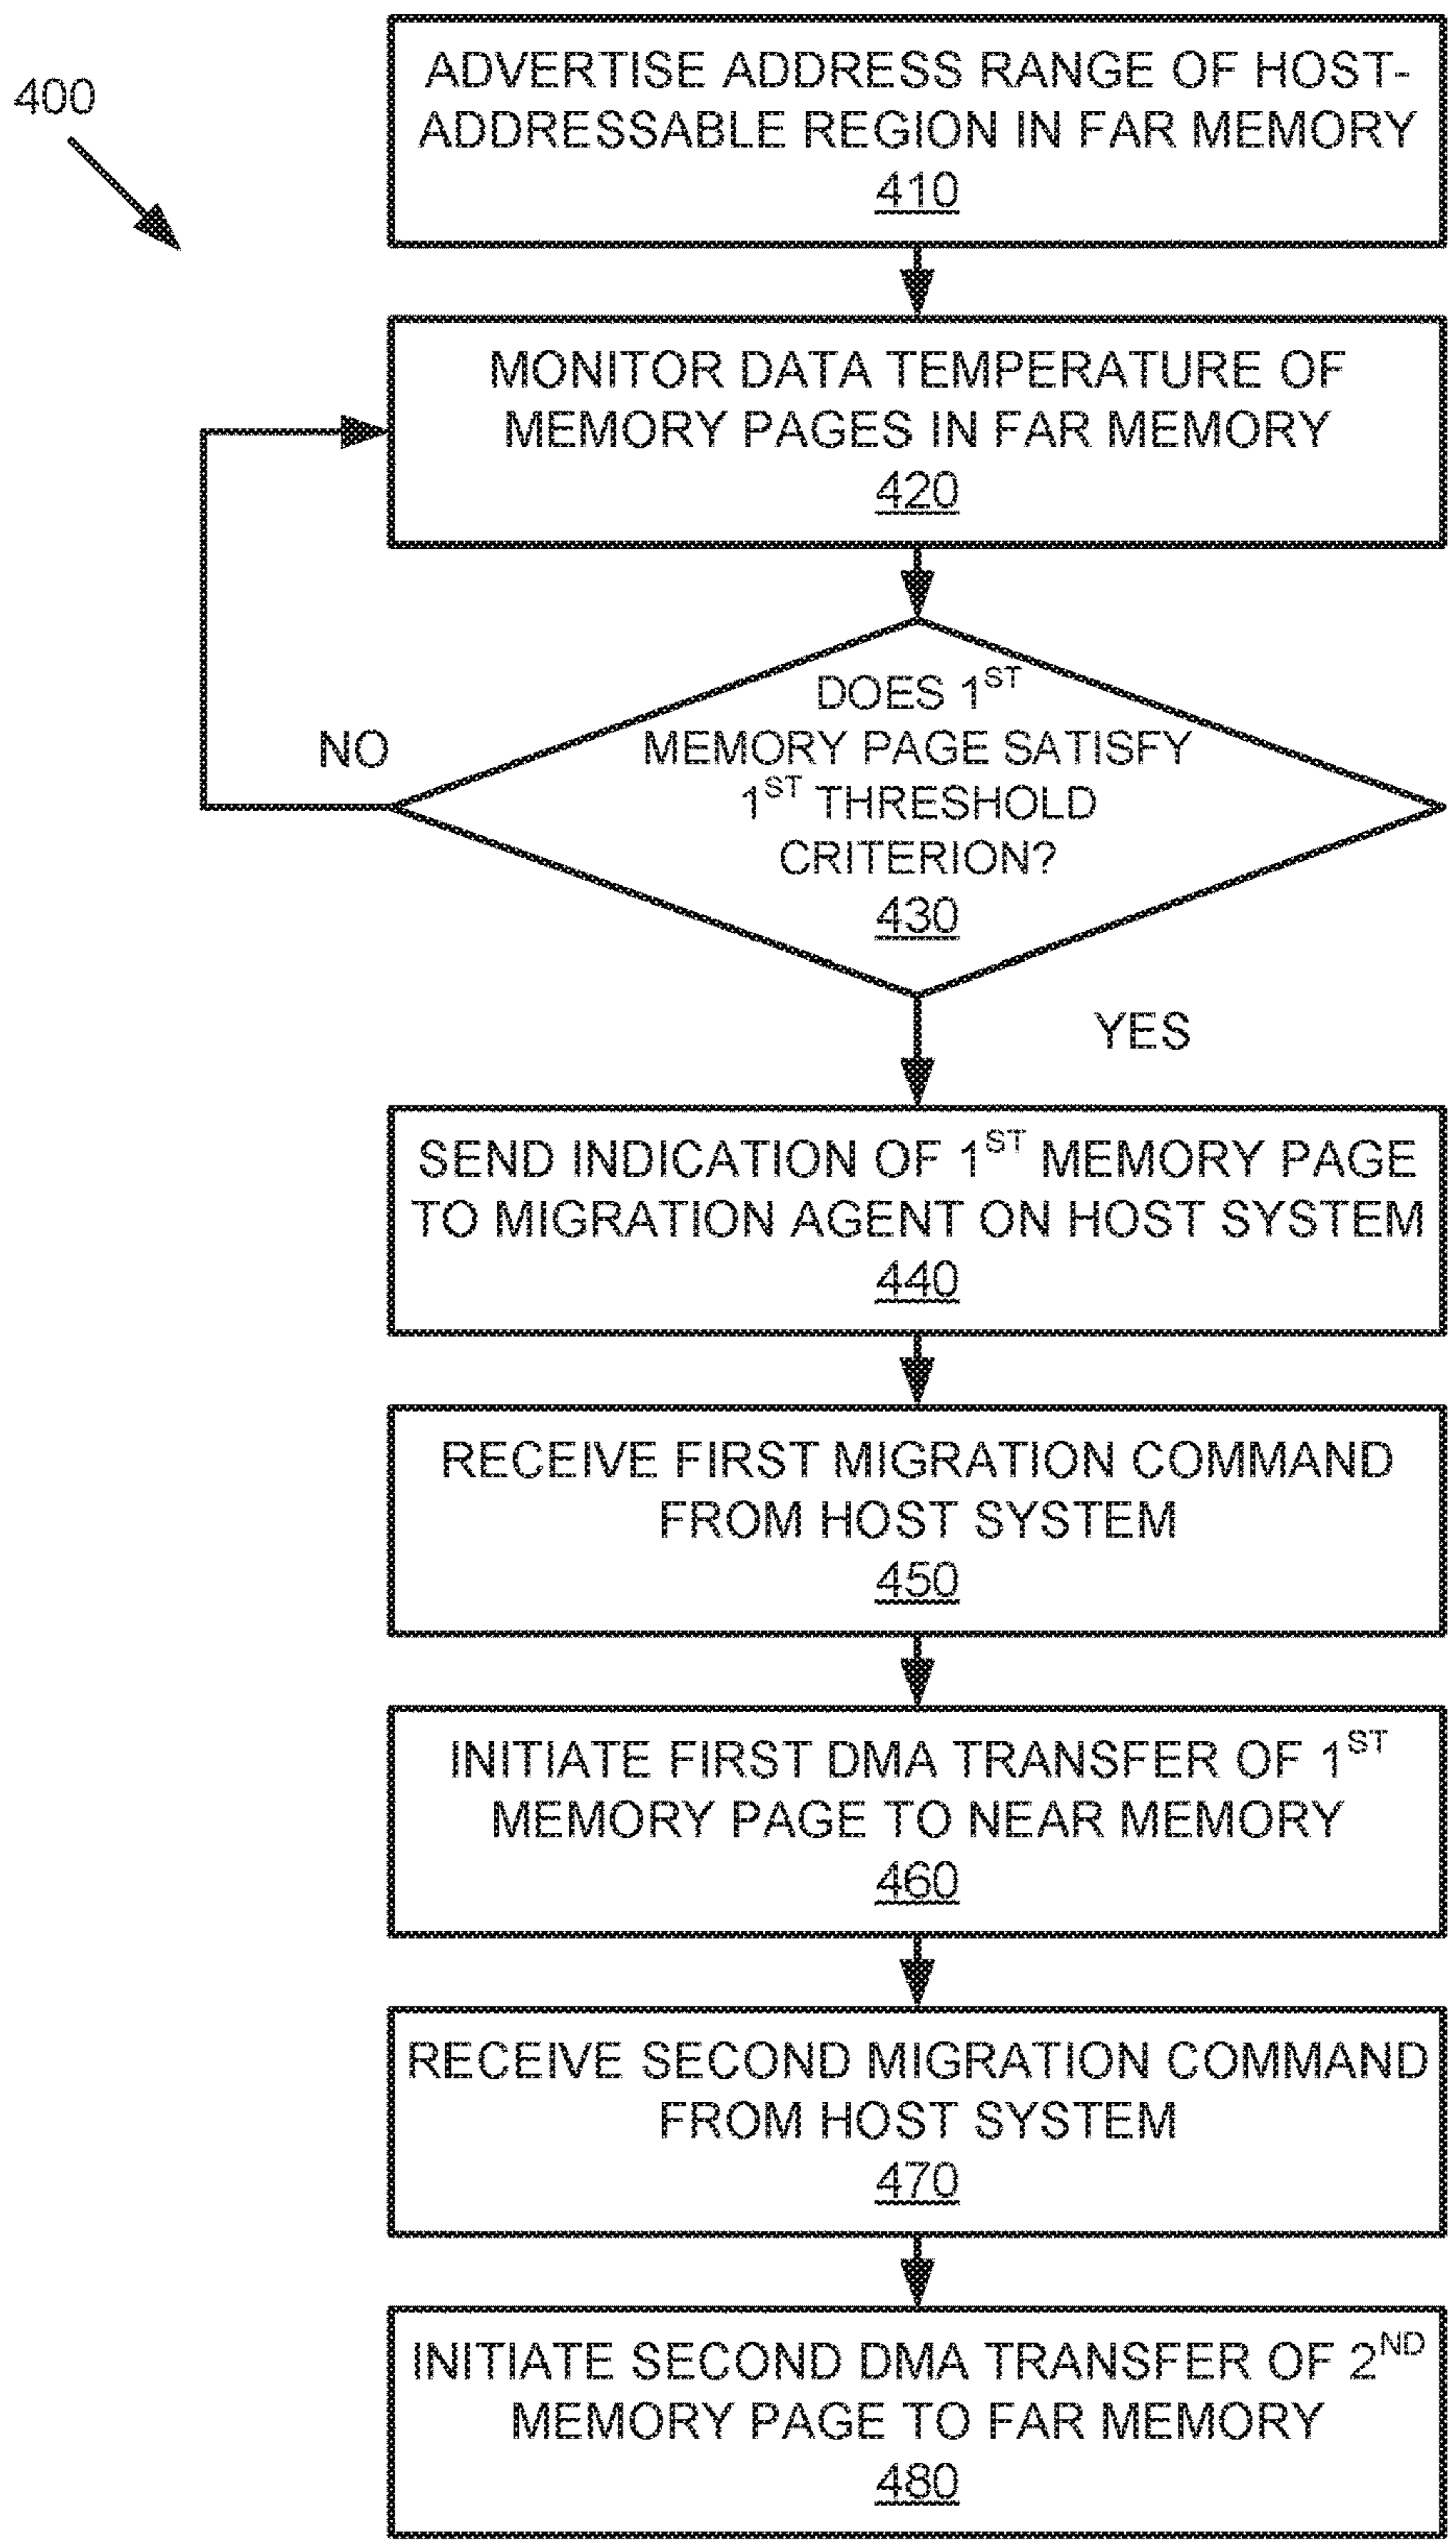 400
ADVERTISE ADDRESS RANGE OF HOST-
ADDRESSABLE REGION IN FAR MEMORY
410
MONITOR DATA TEMPERATURE OF
MEMORY PAGES IN FAR MEMORY
420
DOES 1ST
MEMORY PAGE SATISFY
1ST THRESHOLD
CRITERION?
430
NO
YES
SEND INDICATION OF 1ST MEMORY PAGE
TO MIGRATION AGENT ON HOST SYSTEM
440
RECEIVE FIRST MIGRATION COMMAND
FROM HOST SYSTEM
450
INITIATE FIRST DMA TRANSFER OF 1ST
MEMORY PAGE TO NEAR MEMORY
460
RECEIVE SECOND MIGRATION COMMAND
FROM HOST SYSTEM
470
INITIATE SECOND DMA TRANSFER OF 2ND
MEMORY PAGE TO FAR MEMORY
480